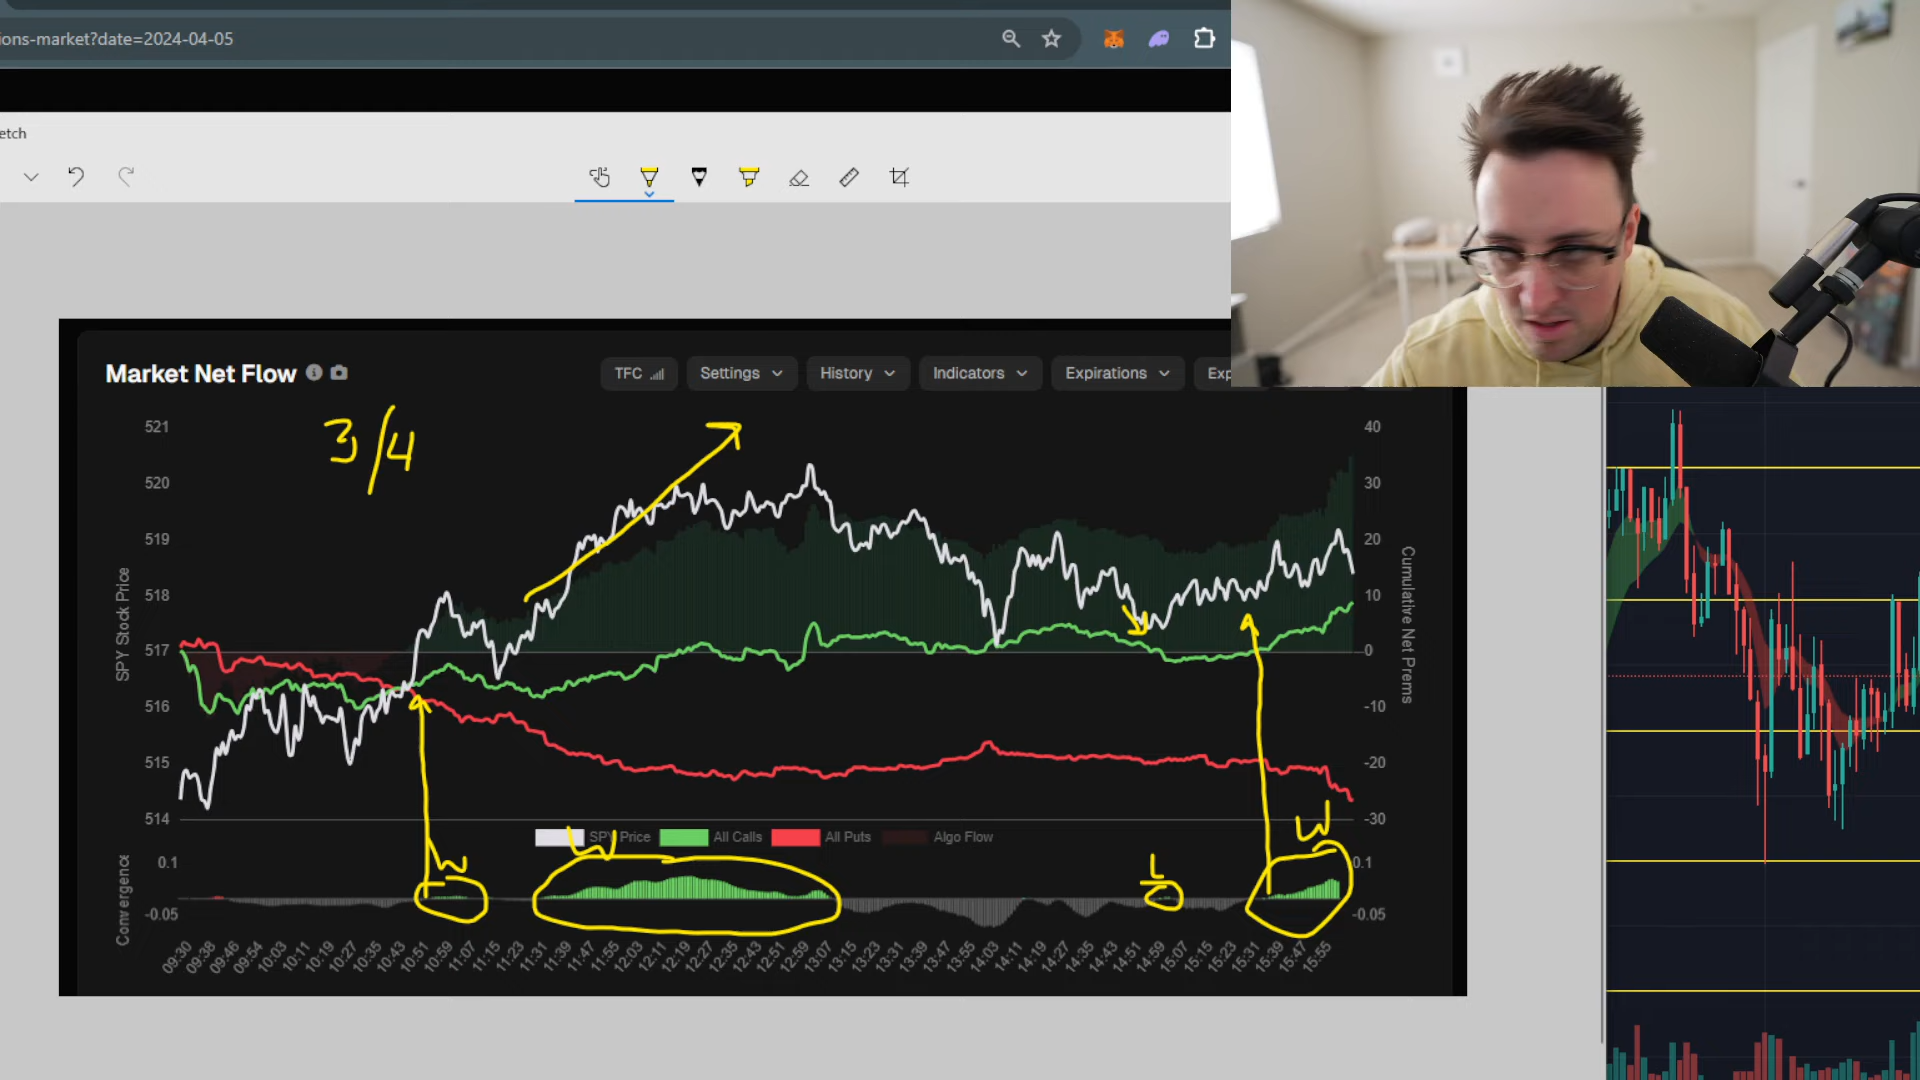 ions-market?date=2024-04-05
etch
Market Net Flow
TFC
Settings
History
Indicators
Expirations
Exp
3/4
521
520
519
518
517
516
515
514
SPY Stock Price
40
30
20
10
0
-10
-20
-30
Cumulative Net Prems
SPY Price
All Calls
All Puts
Algo Flow
W
W
L
W
Convergence
0.1
-0.05
0.1
-0.05
09:30 09:38 09:46 09:54 10:03 10:11 10:19 10:27 10:35 10:43 10:51 10:59 11:07 11:15 11:23 11:31 11:39 11:47 11:55 12:03 12:11 12:19 12:27 12:35 12:43 12:51 12:59 13:07 13:15 13:23 13:31 13:39 13:47 13:55 14:03 14:11 14:19 14:27 14:35 14:43 14:51 14:59 15:07 15:15 15:23 15:31 15:39 15:47 15:55